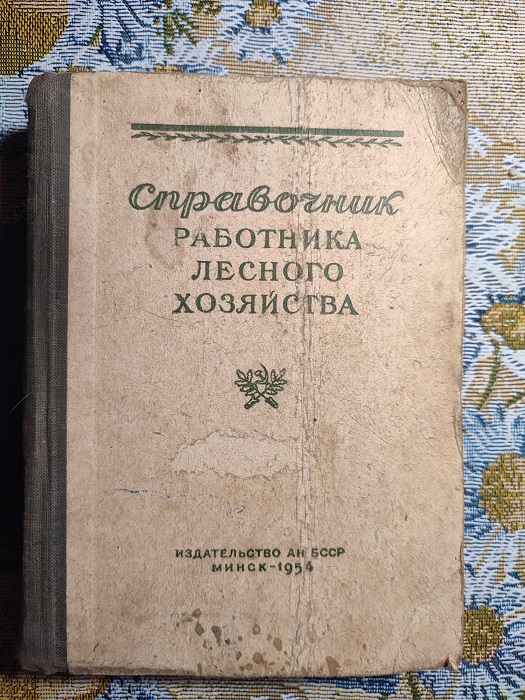 Справочник
РАБОТНИКА
ЛЕСНОГО
ХОЗЯЙСТВА
ИЗДАТЕЛЬСТВО АН БССР
МИНСК-1954